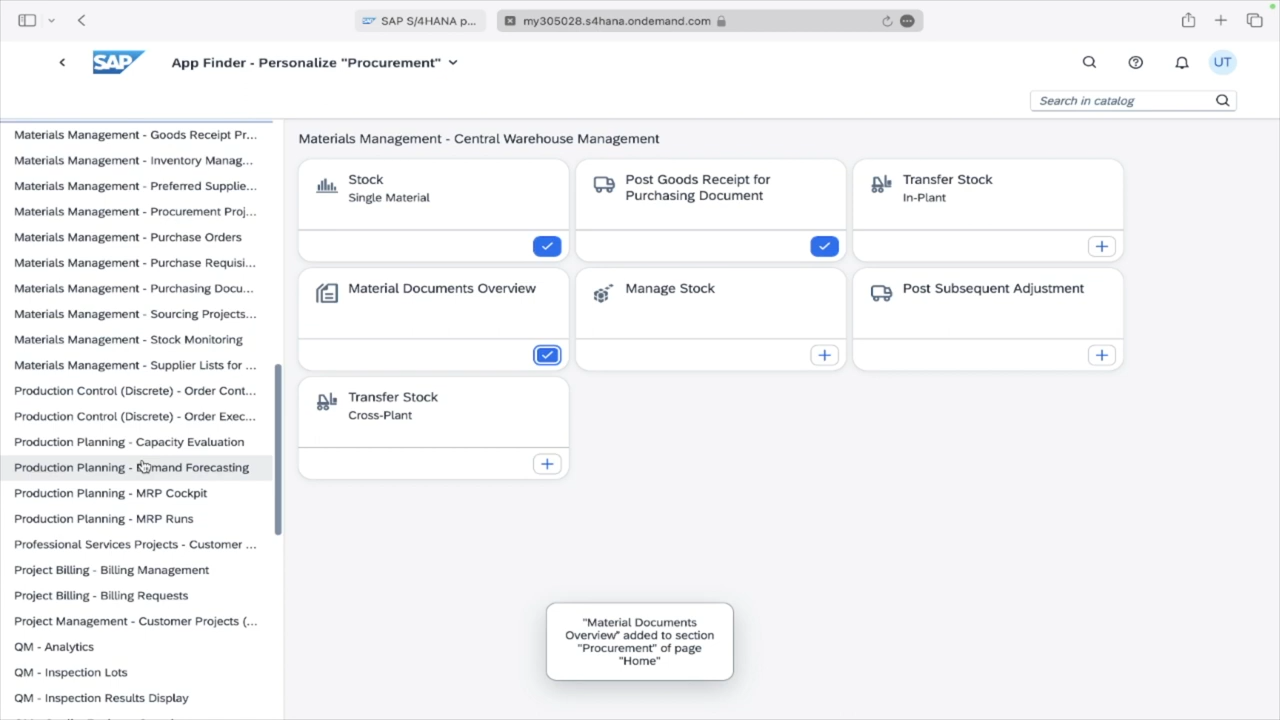 SAP S/4HANA p...
my305028.s4hana.ondemand.com
SAP
App Finder - Personalize "Procurement"
UT
Search in catalog
Materials Management - Goods Receipt Pr...
Materials Management - Inventory Manag...
Materials Management - Preferred Supplie...
Materials Management - Procurement Proj...
Materials Management - Purchase Orders
Materials Management - Purchase Requisi...
Materials Management - Purchasing Docu...
Materials Management - Sourcing Projects...
Materials Management - Stock Monitoring
Materials Management - Supplier Lists for ...
Production Control (Discrete) - Order Cont...
Production Control (Discrete) - Order Exec...
Production Planning - Capacity Evaluation
Production Planning - Demand Forecasting
Production Planning - MRP Cockpit
Production Planning - MRP Runs
Professional Services Projects - Customer ...
Project Billing - Billing Management
Project Billing - Billing Requests
Project Management - Customer Projects (...
QM - Analytics
QM - Inspection Lots
QM - Inspection Results Display
Materials Management - Central Warehouse Management
Stock
Single Material
Post Goods Receipt for
Purchasing Document
Transfer Stock
In-Plant
Material Documents Overview
Manage Stock
Post Subsequent Adjustment
Transfer Stock
Cross-Plant
"Material Documents
Overview" added to section
"Procurement" of page
"Home"